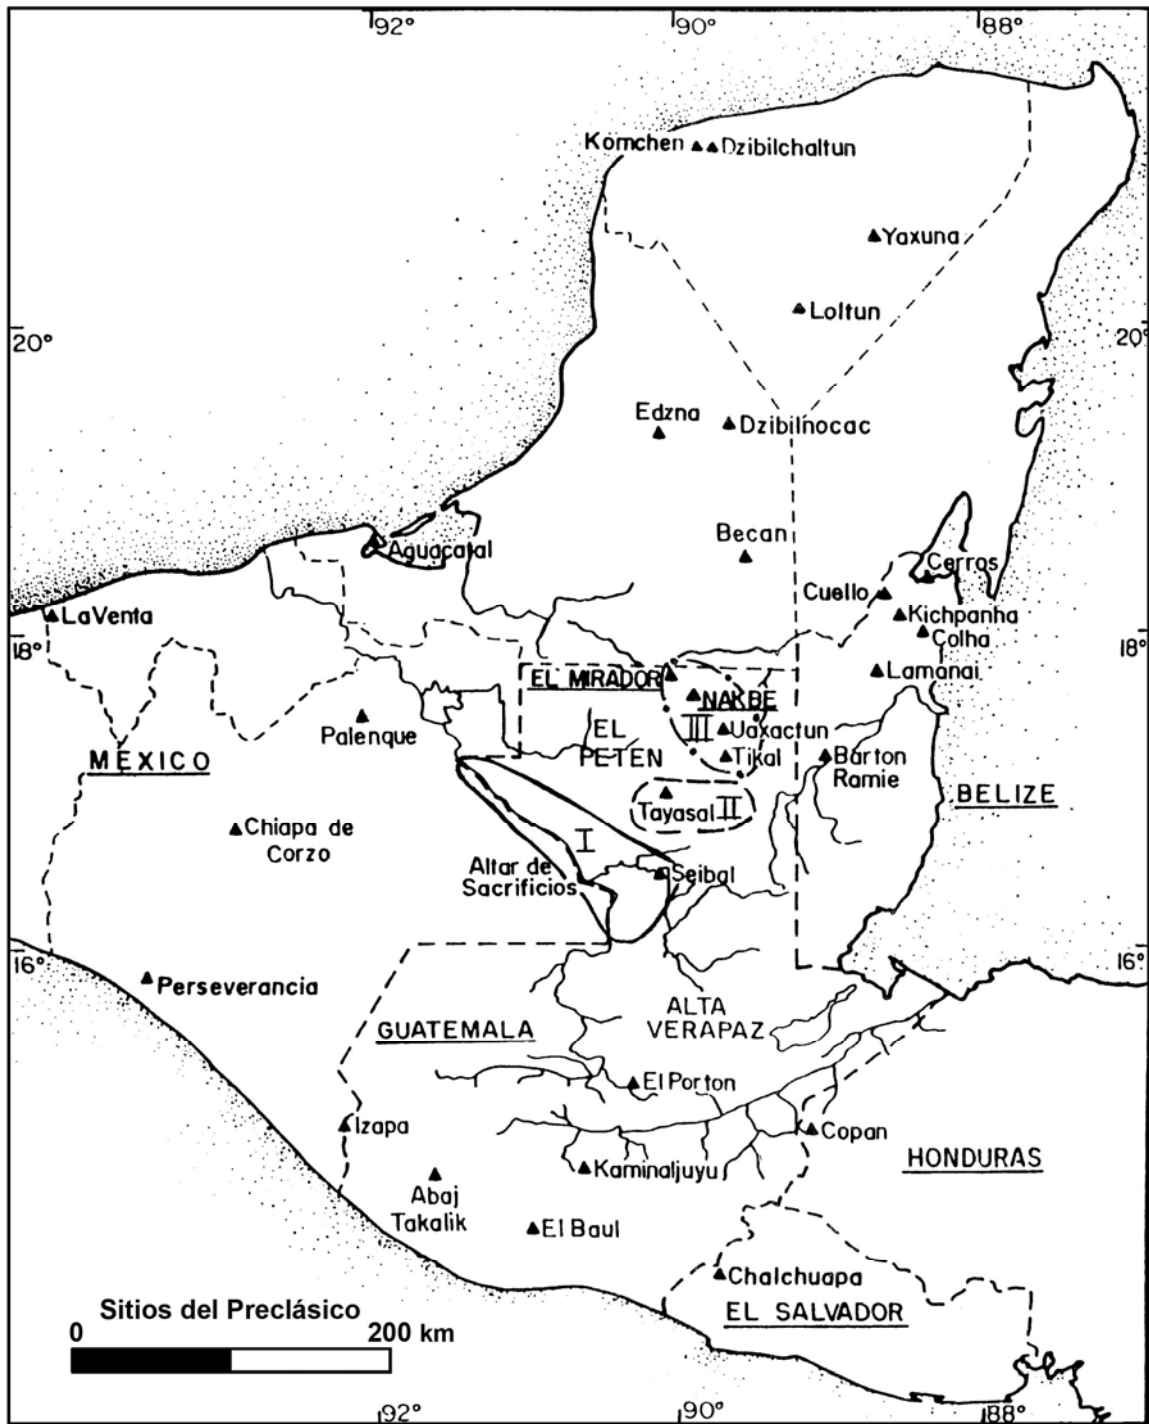 92°
90°
88°
Komchen
Dzibilchaltun
Yaxuna
Loltun
20°
20°
Edzna
Dzibilnocac
Becan
Aguacatal
Cerros
Cuello
Kichpanha
La Venta
Colha
18°
18°
Lamanai
EL MIRADOR
NAKBE
III
Uaxactun
EL
PETEN
Tikal
Palenque
Barton
Ramie
MEXICO
BELIZE
Tayasal
II
Chiapa de
Corzo
I
Altar de
Sacrificios
Seibal
16°
16°
Perseverancia
ALTA
VERAPAZ
GUATEMALA
El Porton
Izapa
Copan
HONDURAS
Kaminaljuyu
Abaj
Takalik
El Baul
Chalchuapa
EL SALVADOR
Sitios del Preclásico
0 200 km
92°
90°
88°